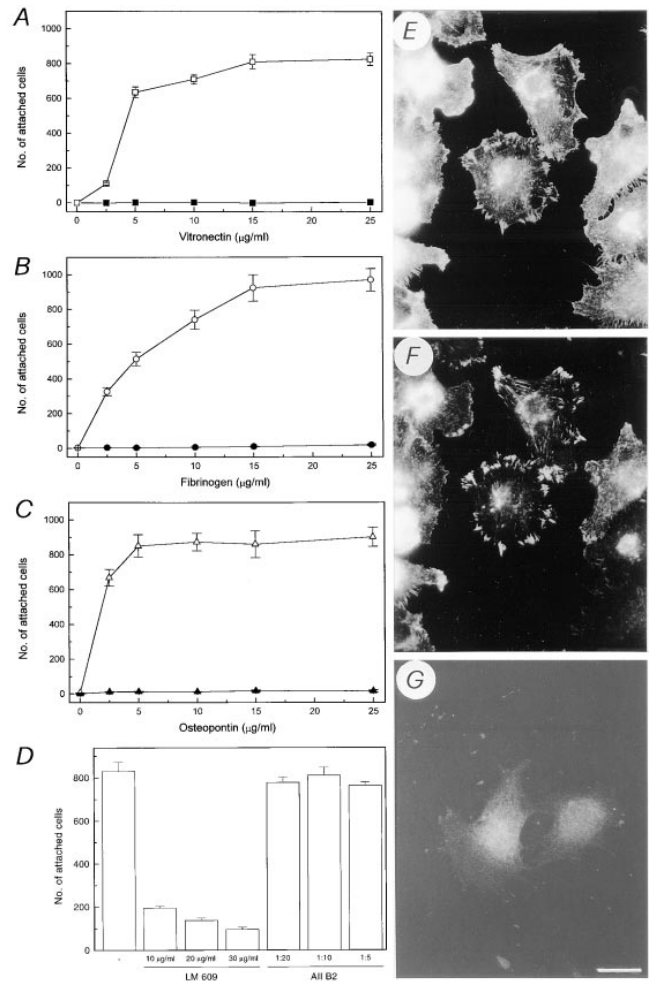 A
1000
800
600
400
200
0
No. of attached cells
0 5 10 15 20 25
Vitronectin (µg/ml)
B
1000
800
600
400
200
0
No. of attached cells
0 5 10 15 20 25
Fibrinogen (µg/ml)
C
1000
800
600
400
200
0
No. of attached cells
0 5 10 15 20 25
Osteopontin (µg/ml)
D
800
600
400
200
0
No. of attached cells
- 10 µg/ml 20 µg/ml 30 µg/ml 1:20 1:10 1:5
LM 609 AII B2
E
F
G